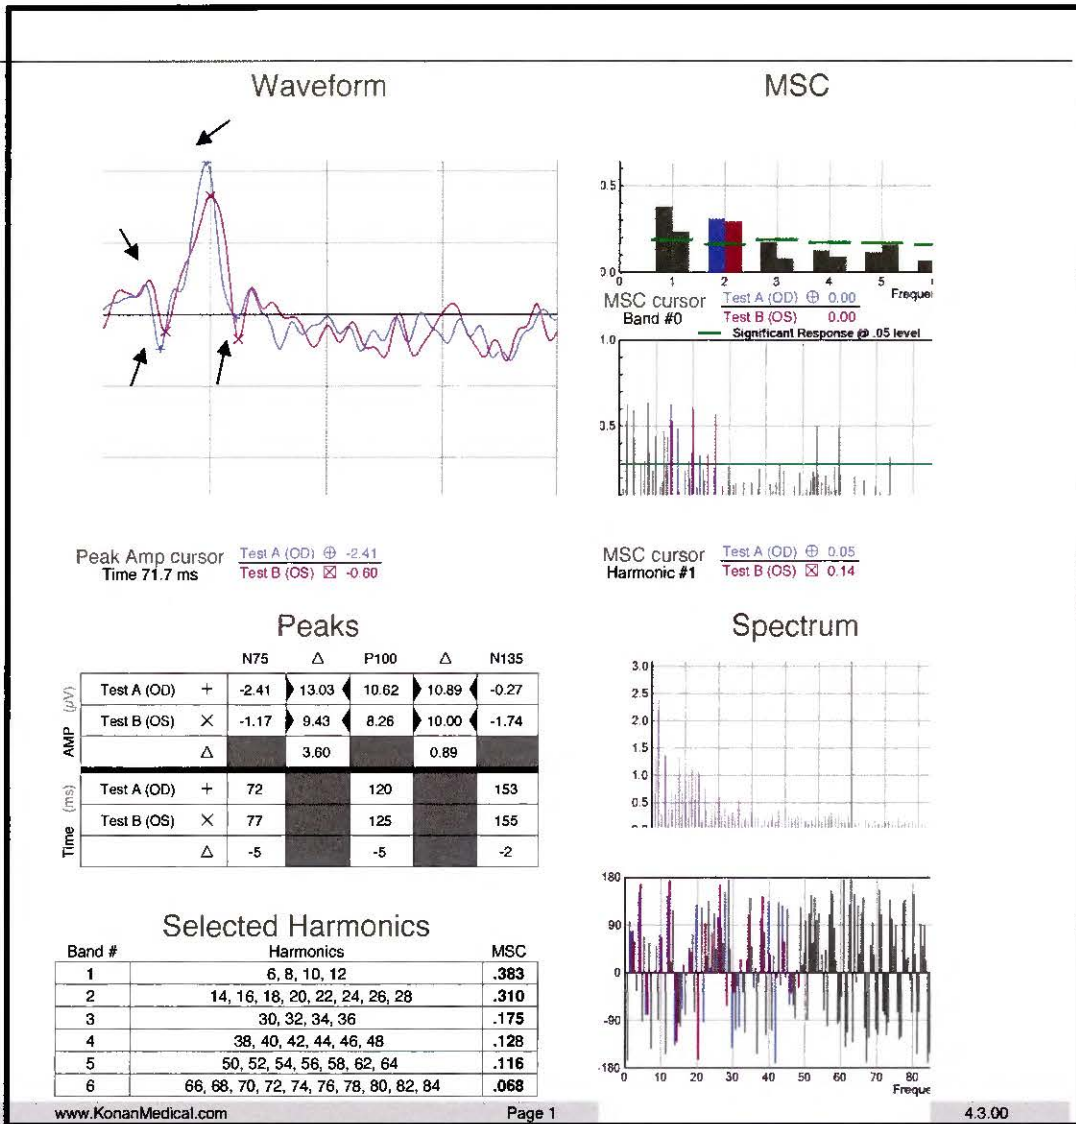 Waveform
MSC
0.5
0.0
0 1 2 3 4 5
Freque
MSC cursor Test A (OD) ⊕ 0.00
Band #0 Test B (OS) 0.00
Significant Response @ .05 level
1.0
0.5
Peak Amp cursor Test A (OD) ⊕ -2.41
Time 71.7 ms Test B (OS) ☒ -0.60
MSC cursor Test A (OD) ⊕ 0.05
Harmonic #1 Test B (OS) ☒ 0.14
Peaks
N75 Δ P100 Δ N135
AMP (µV)
Test A (OD) + -2.41 13.03 10.62 10.89 -0.27
Test B (OS) × -1.17 9.43 8.26 10.00 -1.74
Δ 3.60 0.89
Time (ms)
Test A (OD) + 72 120 153
Test B (OS) × 77 125 155
Δ -5 -5 -2
Spectrum
3.0
2.5
2.0
1.5
1.0
0.5
0.0
180
90
0
-90
-180
0 10 20 30 40 50 60 70 80
Freque
Selected Harmonics
Band # Harmonics MSC
1 6, 8, 10, 12 .383
2 14, 16, 18, 20, 22, 24, 26, 28 .310
3 30, 32, 34, 36 .175
4 38, 40, 42, 44, 46, 48 .128
5 50, 52, 54, 56, 58, 62, 64 .116
6 66, 68, 70, 72, 74, 76, 78, 80, 82, 84 .068
www.KonanMedical.com Page 1 4.3.00